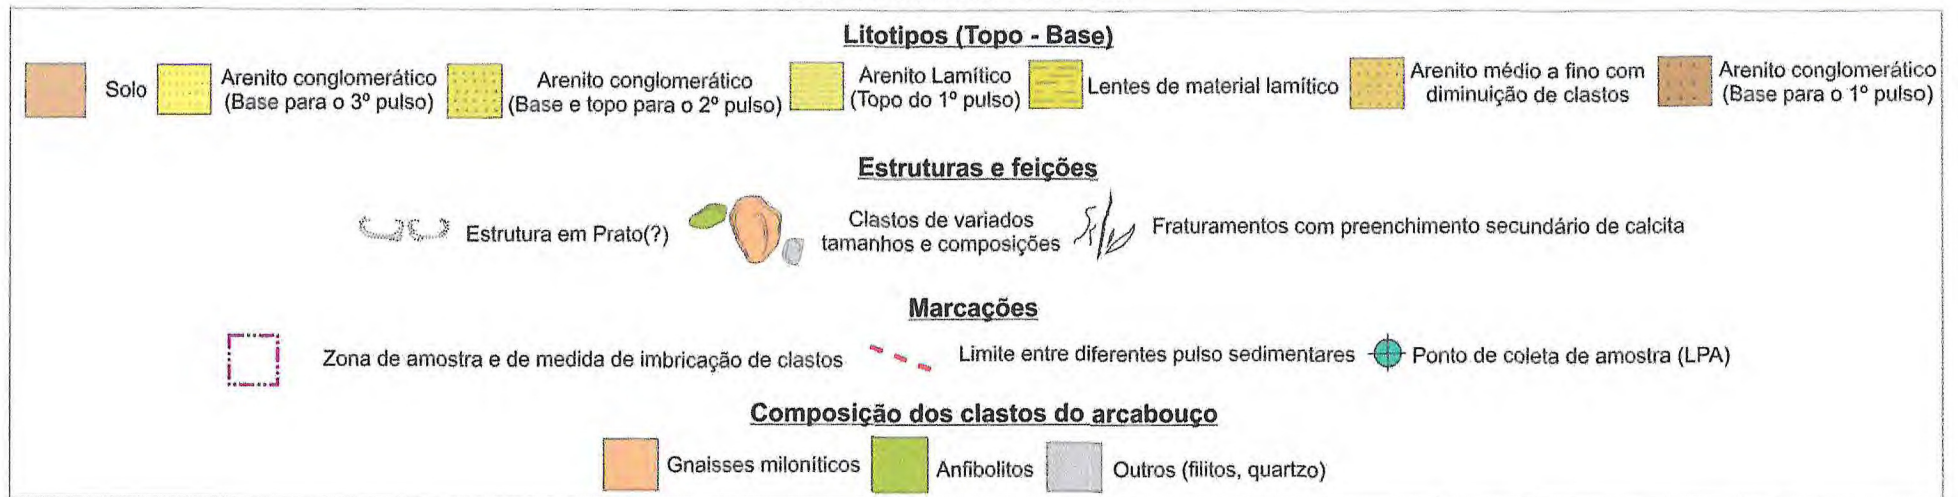 Litotipos (Topo - Base)
Solo
Arenito conglomerático
(Base para o 3º pulso)
Arenito conglomerático
(Base e topo para o 2º pulso)
Arenito Lamítico
(Topo do 1º pulso)
Lentes de material lamítico
Arenito médio a fino com
diminuição de clastos
Arenito conglomerático
(Base para o 1º pulso)
Estruturas e feições
Estrutura em Prato(?)
Clastos de variados
tamanhos e composições
Fraturamentos com preenchimento secundário de calcita
Marcações
Zona de amostra e de medida de imbricação de clastos
Limite entre diferentes pulso sedimentares
Ponto de coleta de amostra (LPA)
Composição dos clastos do arcabouço
Gnaisses miloníticos
Anfibolitos
Outros (filitos, quartzo)